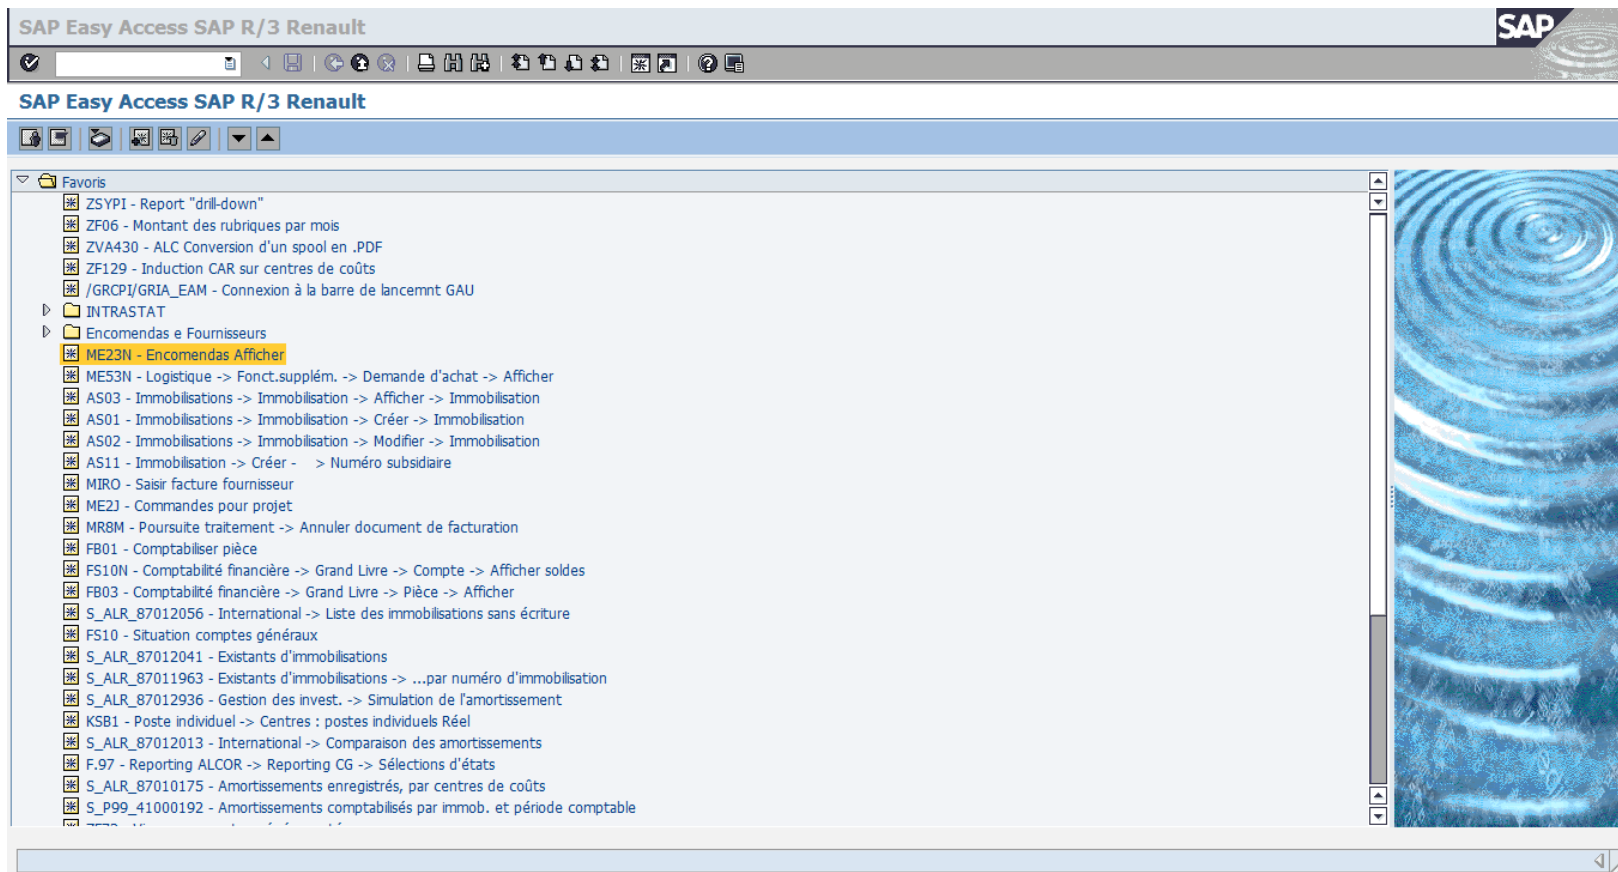 SAP Easy Access SAP R/3 Renault
SAP
SAP Easy Access SAP R/3 Renault
Favoris
ZSYPI - Report "drill-down"
ZF06 - Montant des rubriques par mois
ZVA430 - ALC Conversion d'un spool en .PDF
ZF129 - Induction CAR sur centres de coûts
/GRCPI/GRIA_EAM - Connexion à la barre de lancemnt GAU
INTRASTAT
Encomendas e Fournisseurs
ME23N - Encomendas Afficher
ME53N - Logistique -> Fonct.supplém. -> Demande d'achat -> Afficher
AS03 - Immobilisations -> Immobilisation -> Afficher -> Immobilisation
AS01 - Immobilisations -> Immobilisation -> Créer -> Immobilisation
AS02 - Immobilisations -> Immobilisation -> Modifier -> Immobilisation
AS11 - Immobilisation -> Créer -   > Numéro subsidiaire
MIRO - Saisir facture fournisseur
ME2J - Commandes pour projet
MR8M - Poursuite traitement -> Annuler document de facturation
FB01 - Comptabiliser pièce
FS10N - Comptabilité financière -> Grand Livre -> Compte -> Afficher soldes
FB03 - Comptabilité financière -> Grand Livre -> Pièce -> Afficher
S_ALR_87012056 - International -> Liste des immobilisations sans écriture
FS10 - Situation comptes généraux
S_ALR_87012041 - Existants d'immobilisations
S_ALR_87011963 - Existants d'immobilisations -> ...par numéro d'immobilisation
S_ALR_87012936 - Gestion des invest. -> Simulation de l'amortissement
KSB1 - Poste individuel -> Centres : postes individuels Réel
S_ALR_87012013 - International -> Comparaison des amortissements
F.97 - Reporting ALCOR -> Reporting CG -> Sélections d'états
S_ALR_87010175 - Amortissements enregistrés, par centres de coûts
S_P99_41000192 - Amortissements comptabilisés par immob. et période comptable